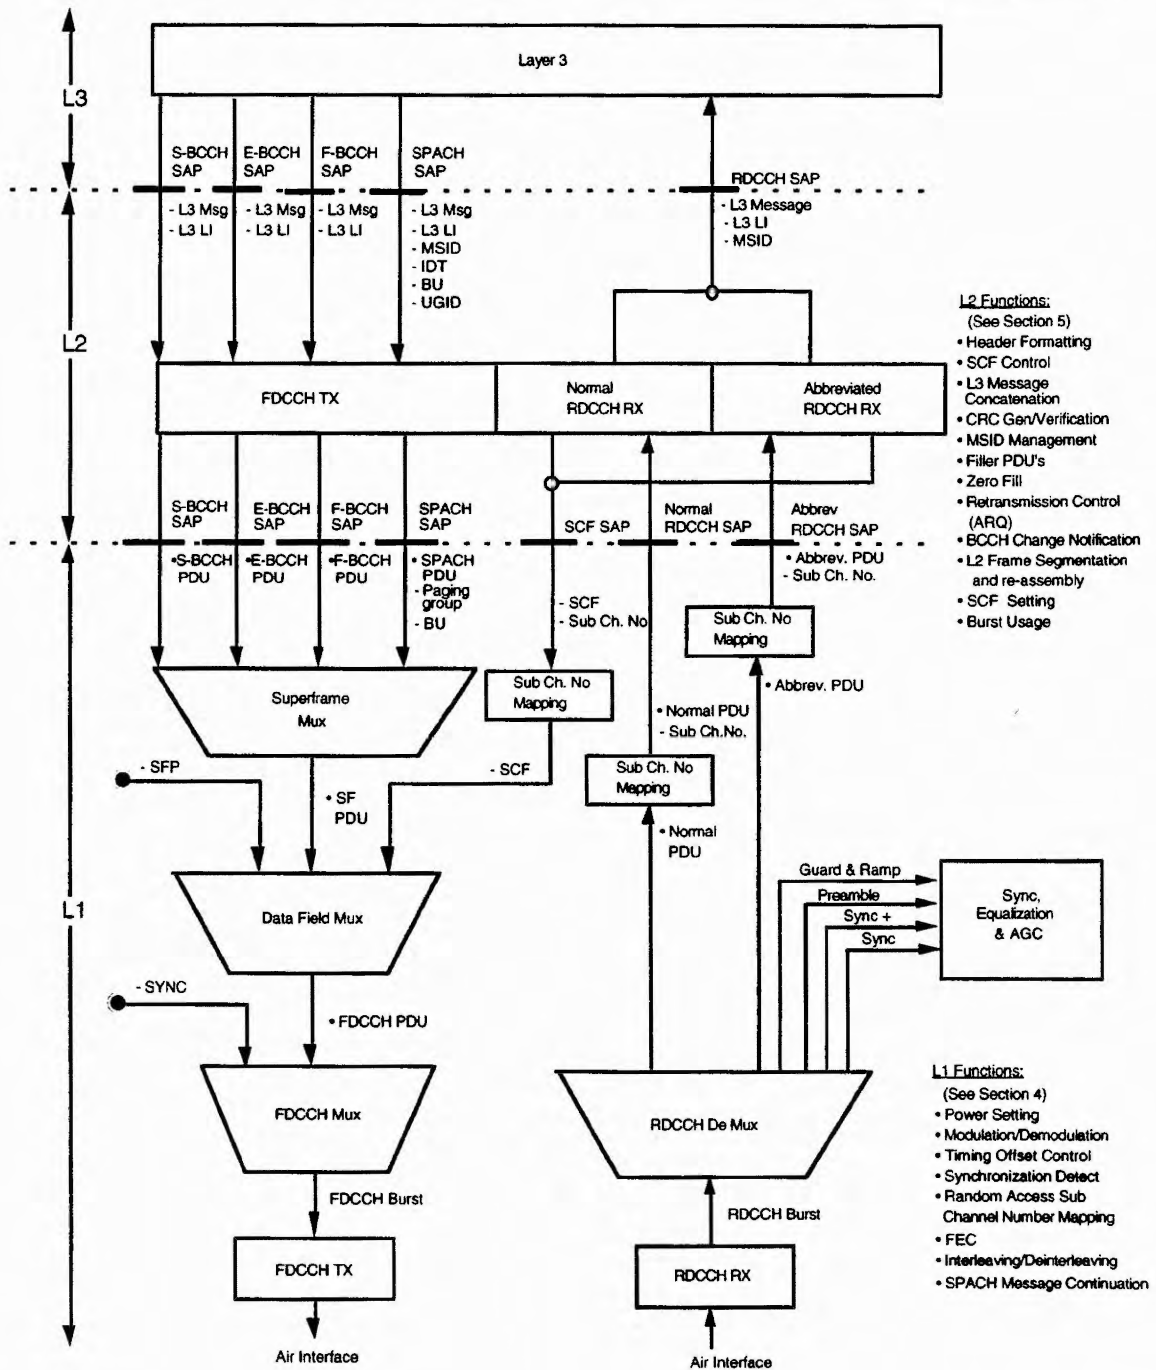 Layer 3
L3
S-BCCH
SAP
E-BCCH
SAP
F-BCCH
SAP
SPACH
SAP
RDCCH SAP
- L3 Msg
- L3 LI
- L3 Msg
- L3 LI
- L3 Msg
- L3 LI
- L3 Msg
- L3 LI
- MSID
- IDT
- BU
- UGID
- L3 Message
- L3 LI
- MSID
L2
L2 Functions:
(See Section 5)
• Header Formatting
• SCF Control
• L3 Message
Concatenation
• CRC Gen/Verification
• MSID Management
• Filler PDU's
• Zero Fill
• Retransmission Control
(ARQ)
• BCCH Change Notification
• L2 Frame Segmentation
and re-assembly
• SCF Setting
• Burst Usage
FDCCH TX
Normal
RDCCH RX
Abbreviated
RDCCH RX
S-BCCH
SAP
E-BCCH
SAP
F-BCCH
SAP
SPACH
SAP
SCF SAP
Normal
RDCCH SAP
Abbrev
RDCCH SAP
•S-BCCH
PDU
•E-BCCH
PDU
•F-BCCH
PDU
• SPACH
PDU
- Paging
group
- BU
- SCF
- Sub Ch. No
• Abbrev. PDU
- Sub Ch. No.
Sub Ch. No
Mapping
• Abbrev. PDU
Superframe
Mux
Sub Ch. No
Mapping
• Normal PDU
- Sub Ch.No.
Sub Ch. No
Mapping
- SFP
• SF
PDU
- SCF
• Normal
PDU
L1
Data Field Mux
Guard & Ramp
Preamble
Sync +
Sync
Sync,
Equalization
& AGC
- SYNC
• FDCCH PDU
FDCCH Mux
RDCCH De Mux
L1 Functions:
(See Section 4)
• Power Setting
• Modulation/Demodulation
• Timing Offset Control
• Synchronization Detect
• Random Access Sub
Channel Number Mapping
• FEC
• Interleaving/Deinterleaving
• SPACH Message Continuation
FDCCH Burst
RDCCH Burst
FDCCH TX
RDCCH RX
Air Interface
Air Interface